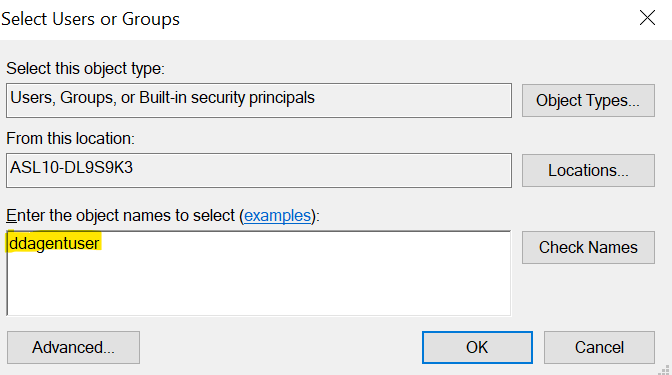 Select Users or Groups
Select this object type:
Users, Groups, or Built-in security principals
Object Types...
From this location:
ASL10-DL9S9K3
Locations...
Enter the object names to select (examples):
ddagentuser
Check Names
Advanced...
OK
Cancel